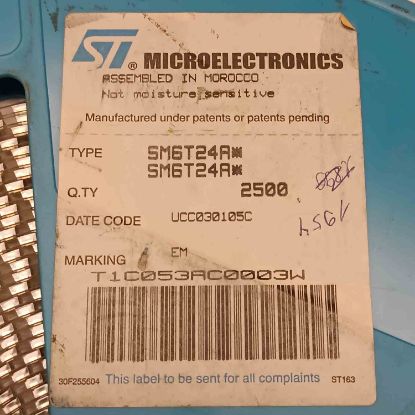 ST® MICROELECTRONICS
ASSEMBLED IN MOROCCO
Not moisture sensitive
Manufactured under patents or patents pending
TYPE SM6T24A*
SM6T24A*
Q.TY 2500
DATE CODE UCC030105C
MARKING EM
T1C053AC0003W
1954
30F255604 This label to be sent for all complaints ST163